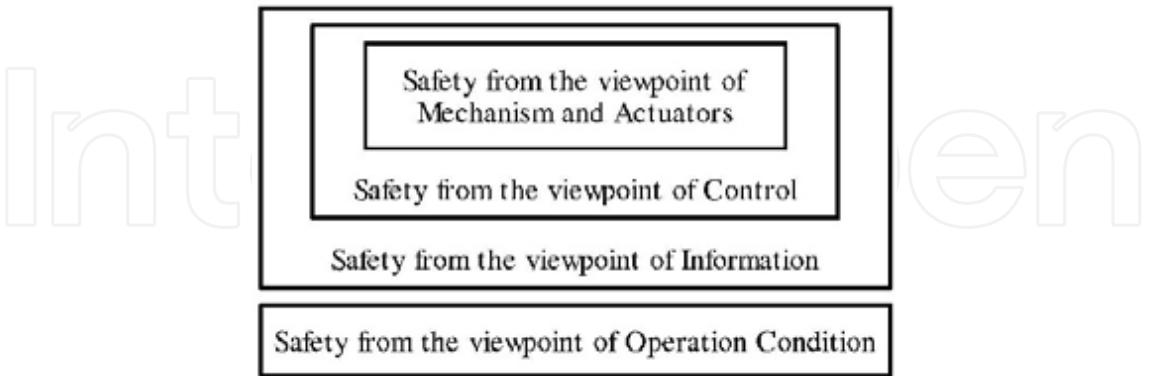 Safety from the viewpoint of
Mechanism and Actuators
Safety from the viewpoint of Control
Safety from the viewpoint of Information
Safety from the viewpoint of Operation Condition